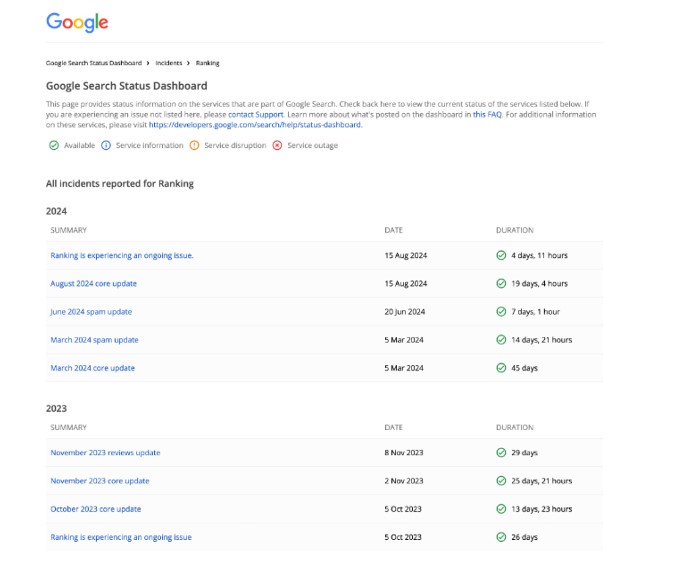 Google
Google Search Status Dashboard > Incidents > Ranking
Google Search Status Dashboard
This page provides status information on the services that are part of Google Search. Check back here to view the current status of the services listed below. If
you are experiencing an issue not listed here, please contact Support. Learn more about what's posted on the dashboard in this FAQ. For additional information
on these services, please visit https://developers.google.com/search/help/status-dashboard.
Available Service information Service disruption Service outage
All incidents reported for Ranking
2024
SUMMARY DATE DURATION
Ranking is experiencing an ongoing issue. 15 Aug 2024 4 days, 11 hours
August 2024 core update 15 Aug 2024 19 days, 4 hours
June 2024 spam update 20 Jun 2024 7 days, 1 hour
March 2024 spam update 5 Mar 2024 14 days, 21 hours
March 2024 core update 5 Mar 2024 45 days
2023
SUMMARY DATE DURATION
November 2023 reviews update 8 Nov 2023 29 days
November 2023 core update 2 Nov 2023 25 days, 21 hours
October 2023 core update 5 Oct 2023 13 days, 23 hours
Ranking is experiencing an ongoing issue 5 Oct 2023 26 days